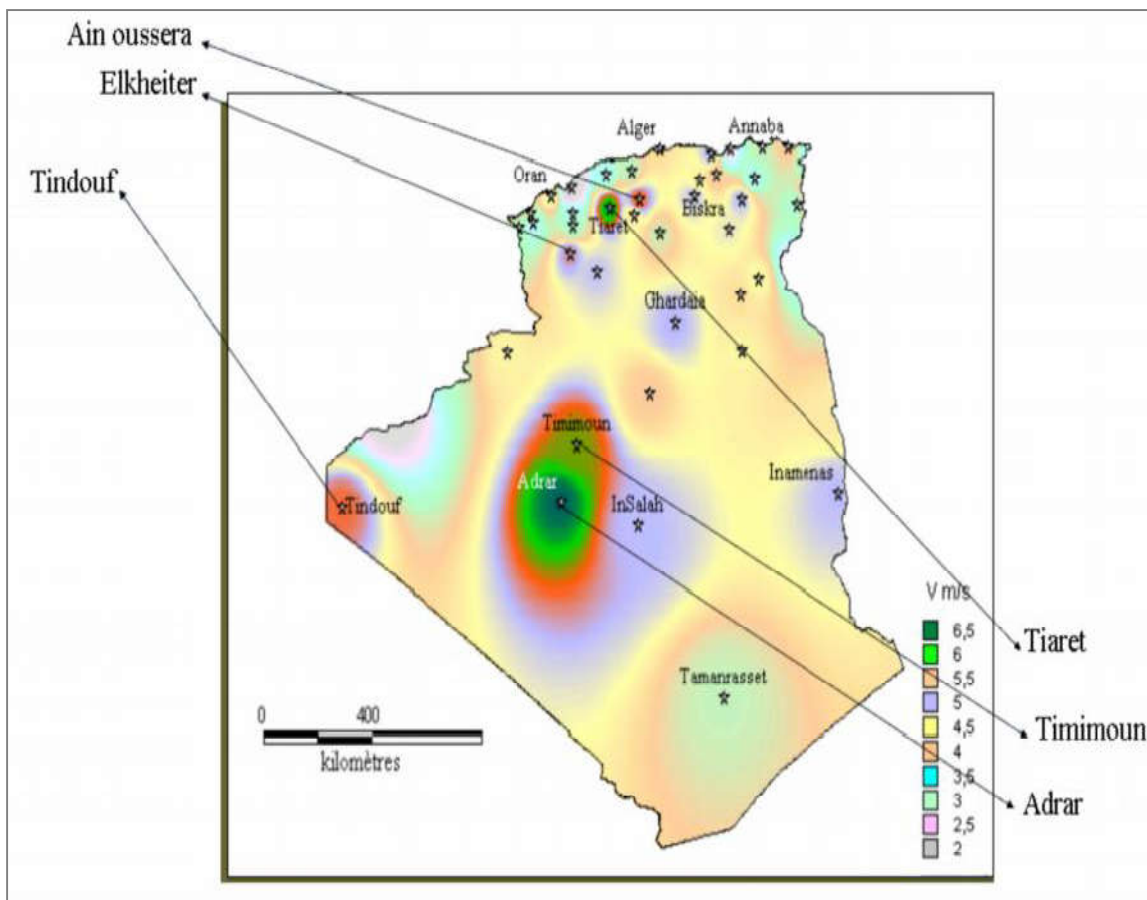 Ain oussera
Elkheiter
Tindouf
Alger
Annaba
Oran
Biskra
Tiaret
Ghardaia
Timimoun
Adrar
InSalah
Inamenas
Tindouf
Tamanrasset
V m/s
6,5
6
5,5
5
4,5
4
3,5
3
2,5
2
0 400
kilomètres
Tiaret
Timimoun
Adrar